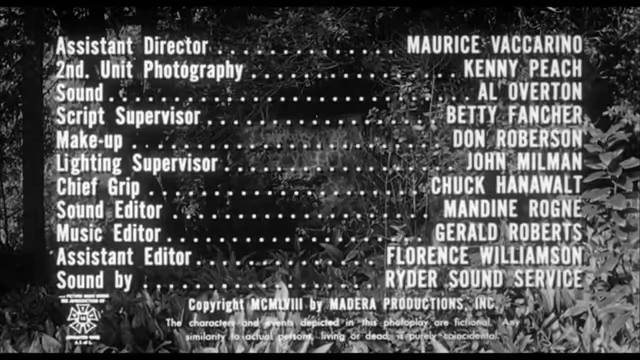 Assistant Director . . . . . . . . . . . . . . . MAURICE VACCARINO
2nd. Unit Photography . . . . . . . . . . . . . . . . . . KENNY PEACH
Sound . . . . . . . . . . . . . . . . . . . . . . . . . . . . . . AL OVERTON
Script Supervisor . . . . . . . . . . . . . . . . . . . . BETTY FANCHER
Make-up . . . . . . . . . . . . . . . . . . . . . . . . . . DON ROBERSON
Lighting Supervisor . . . . . . . . . . . . . . . . . . . . JOHN MILMAN
Chief Grip . . . . . . . . . . . . . . . . . . . . . . . CHUCK HANAWALT
Sound Editor . . . . . . . . . . . . . . . . . . . . . . MANDINE ROGNE
Music Editor . . . . . . . . . . . . . . . . . . . . . . GERALD ROBERTS
Assistant Editor . . . . . . . . . . . . . . . . FLORENCE WILLIAMSON
Sound by . . . . . . . . . . . . . . . . . . . . RYDER SOUND SERVICE
Copyright MCMLVIII by MADERA PRODUCTIONS, INC.
The characters and events depicted in this photoplay are fictional. Any
similarity to actual persons, living or dead, is purely coincidental.